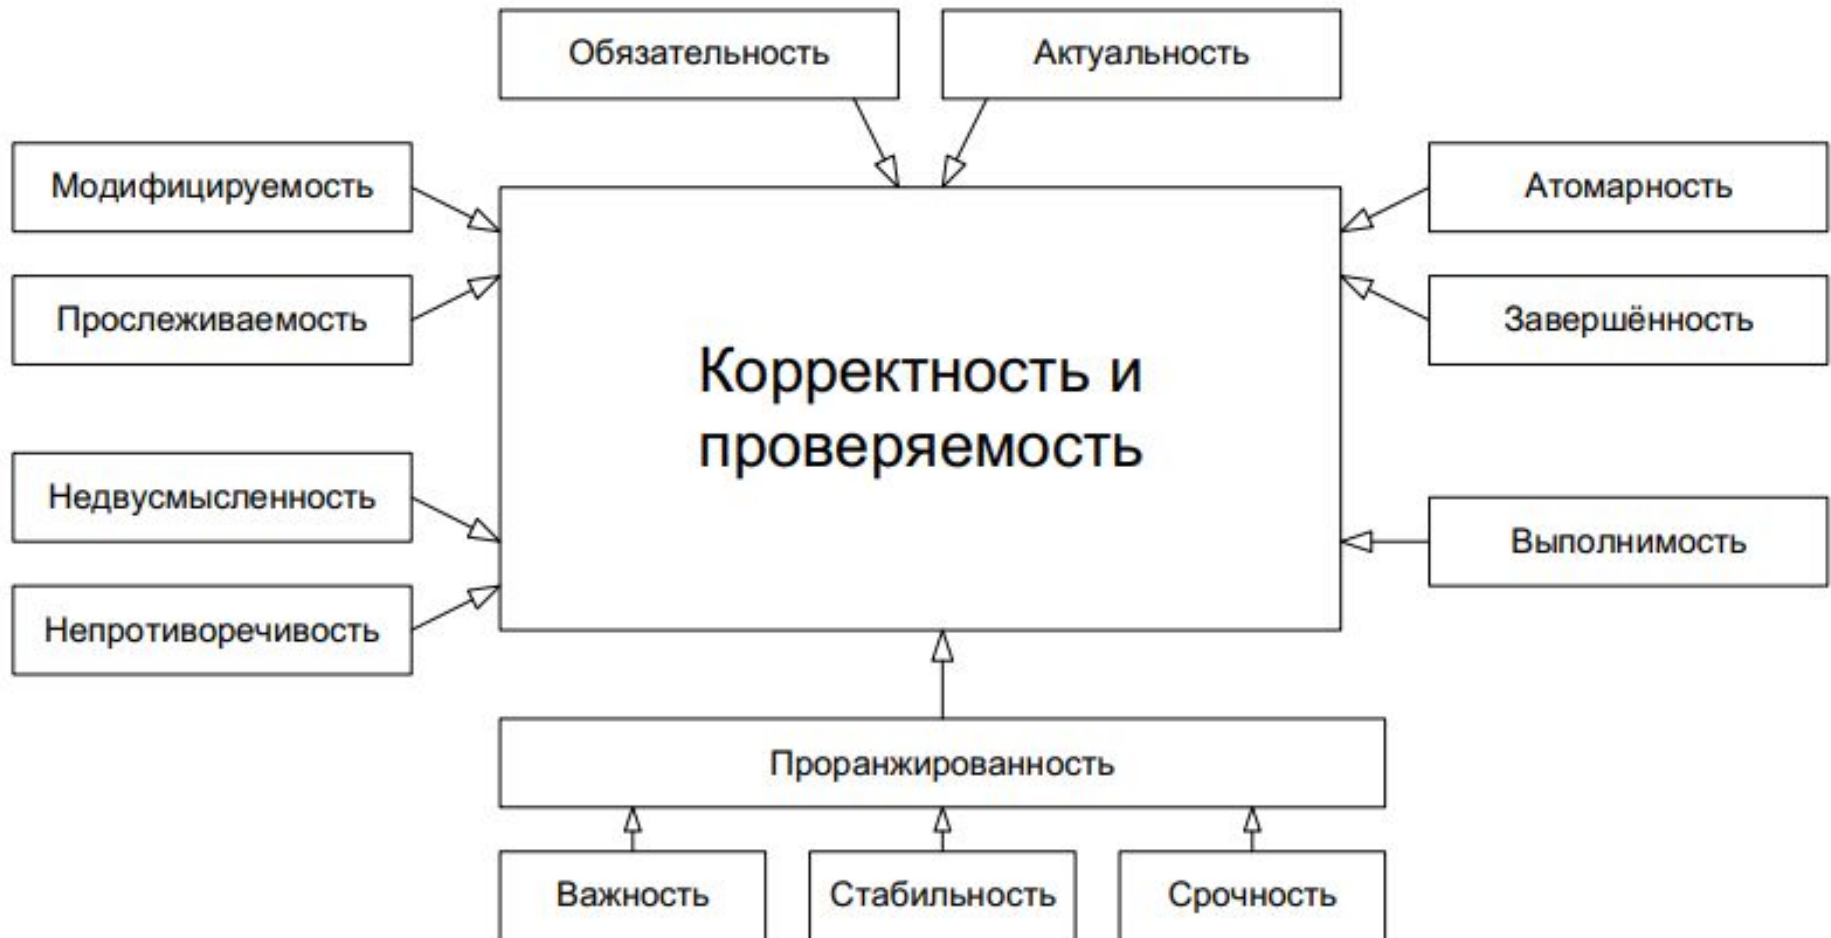 Обязательность
Актуальность
Модифицируемость
Атомарность
Прослеживаемость
Завершённость
Корректность и
проверяемость
Недвусмысленность
Выполнимость
Непротиворечивость
Проранжированность
Важность
Стабильность
Срочность